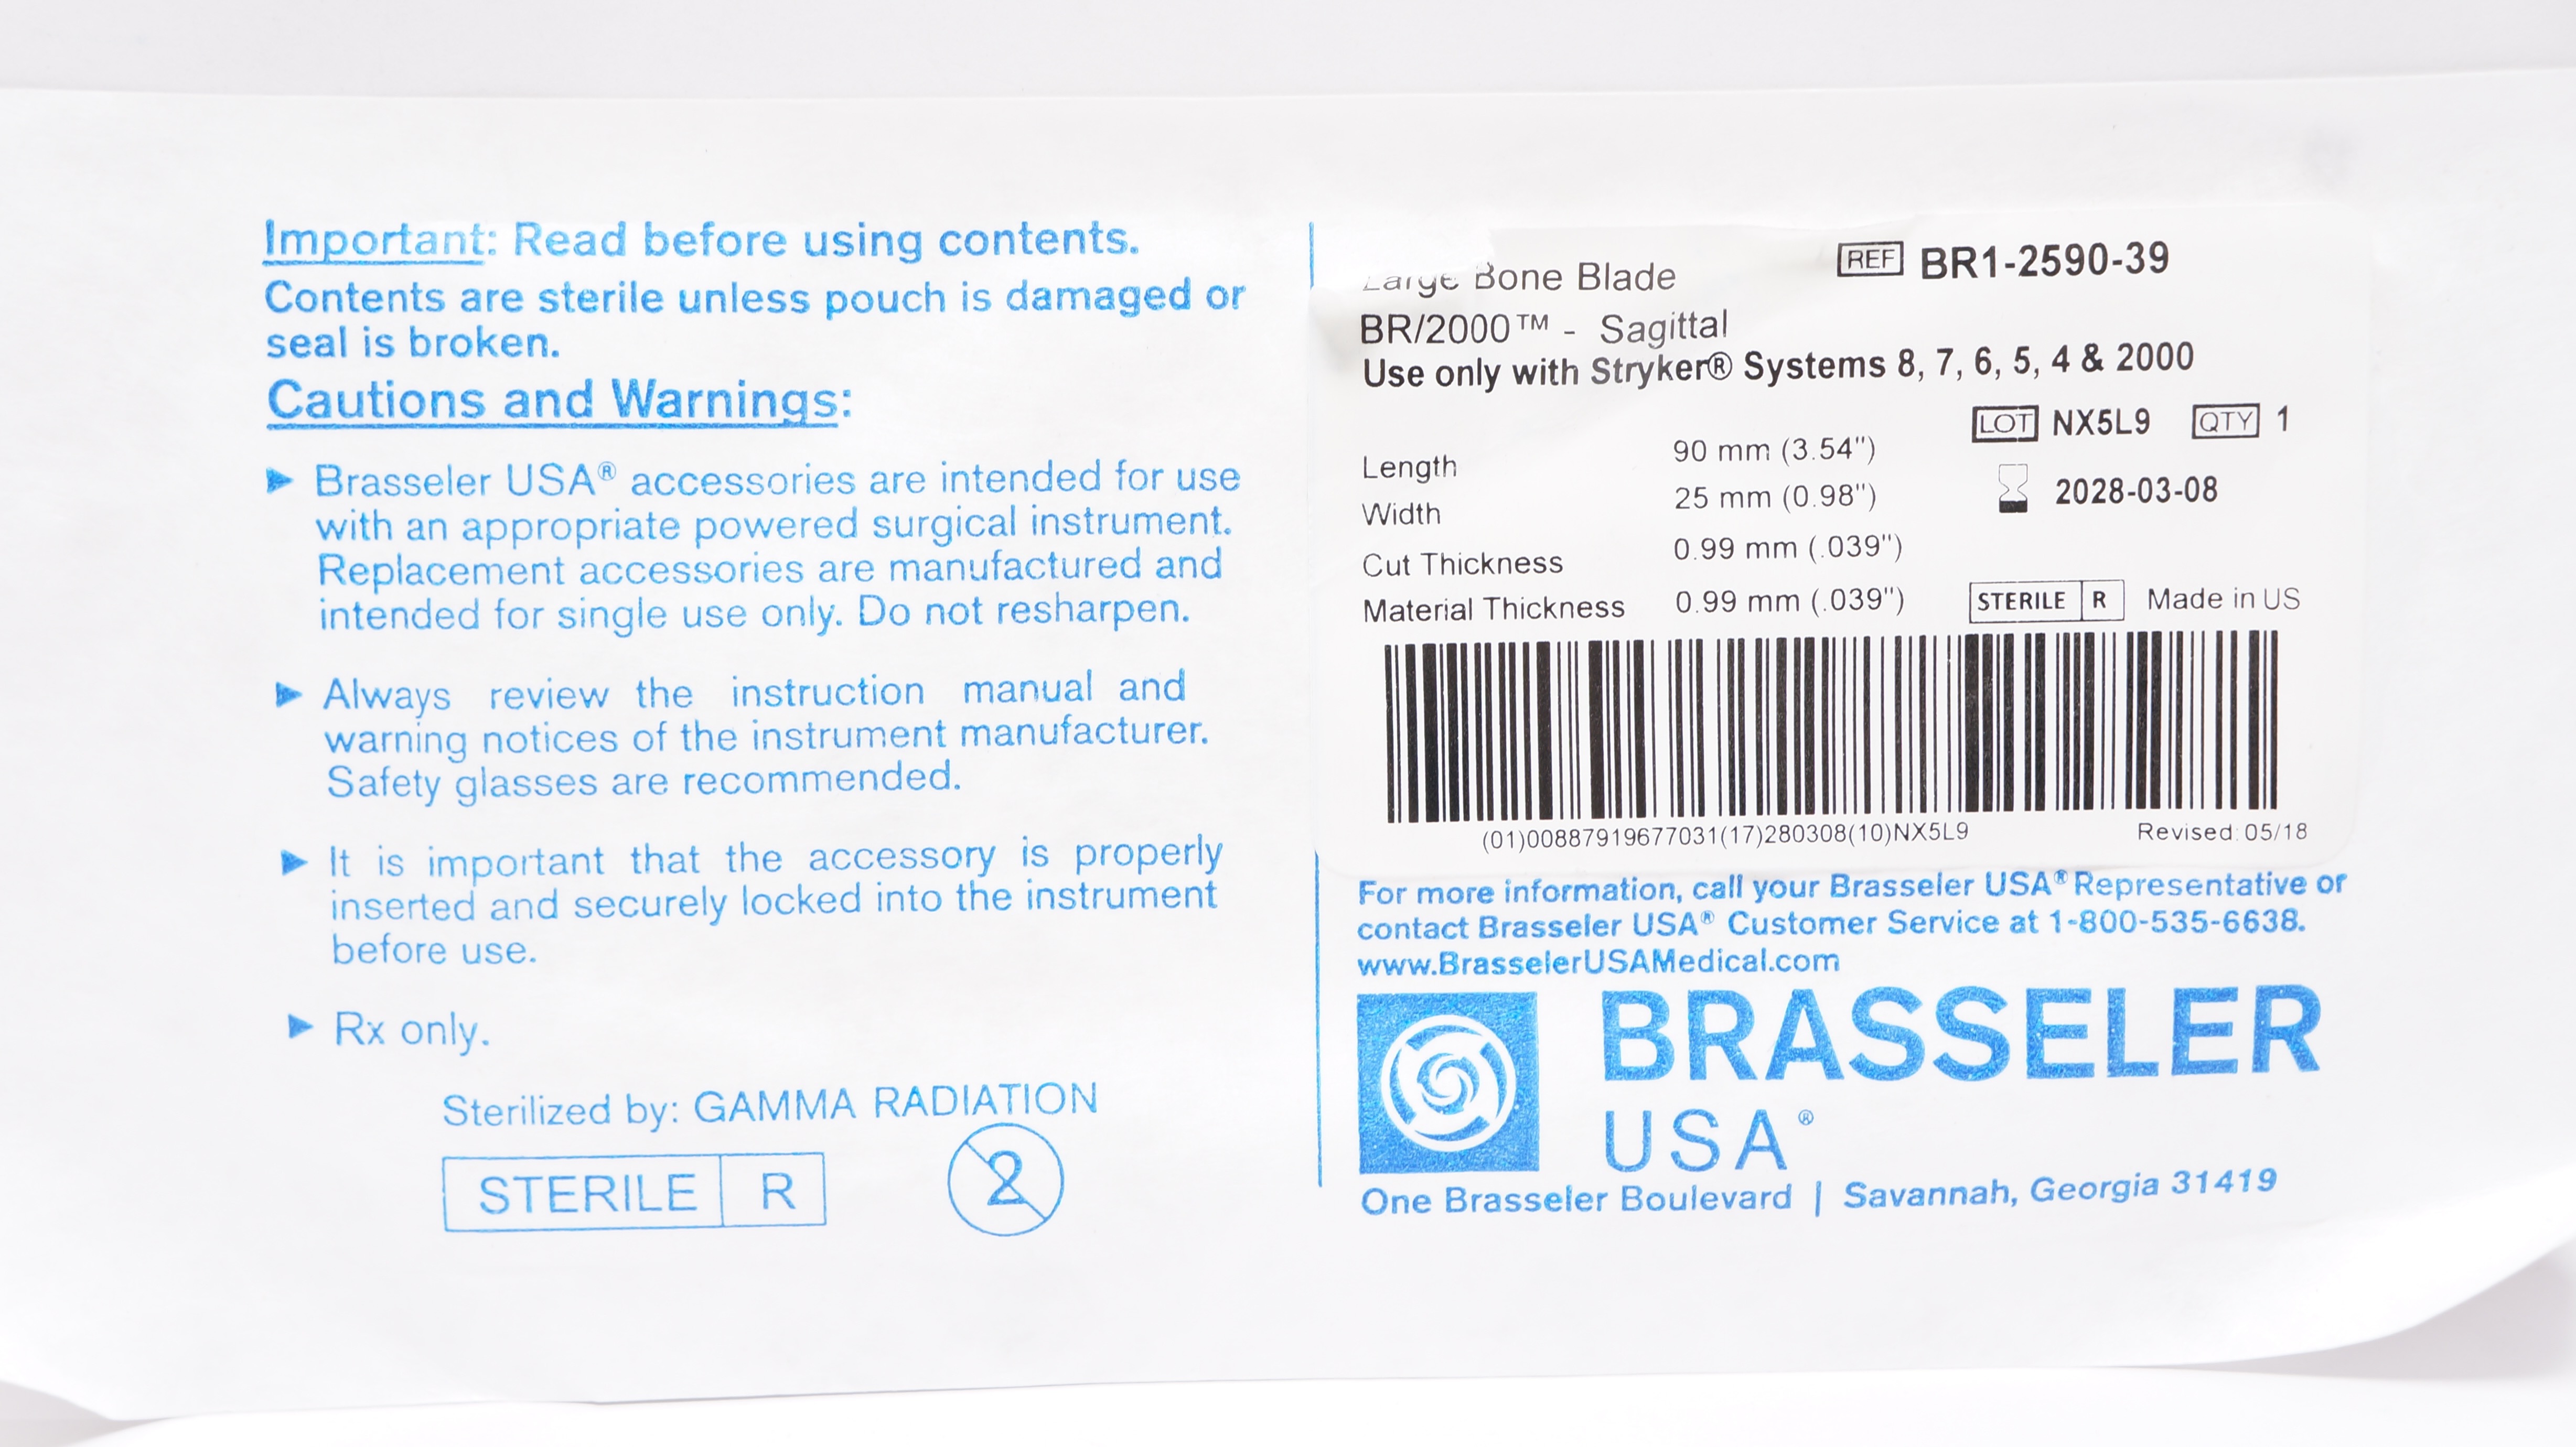 Important: Read before using contents.
Contents are sterile unless pouch is damaged or
seal is broken.
Cautions and Warnings:
► Brasseler USA® accessories are intended for use
with an appropriate powered surgical instrument.
Replacement accessories are manufactured and
intended for single use only. Do not resharpen.
► Always review the instruction manual and
warning notices of the instrument manufacturer.
Safety glasses are recommended.
► It is important that the accessory is properly
inserted and securely locked into the instrument
before use.
► Rx only.
Sterilized by: GAMMA RADIATION
STERILE R
2
Large Bone Blade
REF BR1-2590-39
BR/2000™ - Sagittal
Use only with Stryker® Systems 8, 7, 6, 5, 4 & 2000
LOT NX5L9 QTY 1
Length 90 mm (3.54")
Width 25 mm (0.98")
2028-03-08
Cut Thickness 0.99 mm (.039")
Material Thickness 0.99 mm (.039")
STERILE R Made in US
(01)00887919677031(17)280308(10)NX5L9
Revised: 05/18
For more information, call your Brasseler USA® Representative or
contact Brasseler USA® Customer Service at 1-800-535-6638.
www.BrasselerUSAMedical.com
BRASSELER
USA®
One Brasseler Boulevard | Savannah, Georgia 31419